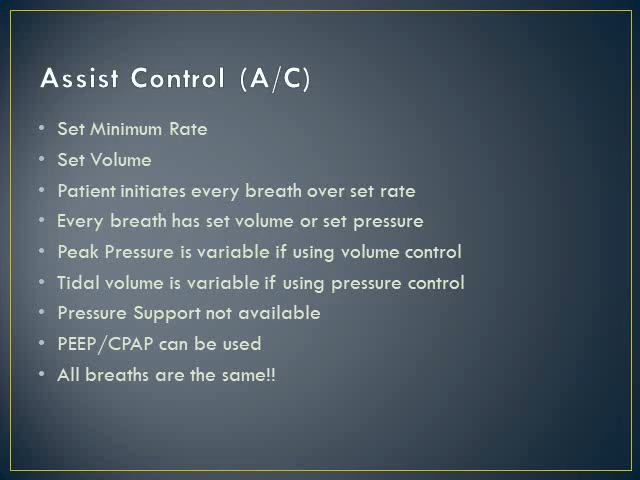 Assist Control (A/C)
• Set Minimum Rate
• Set Volume
• Patient initiates every breath over set rate
• Every breath has set volume or set pressure
• Peak Pressure is variable if using volume control
• Tidal volume is variable if using pressure control
• Pressure Support not available
• PEEP/CPAP can be used
• All breaths are the same!!